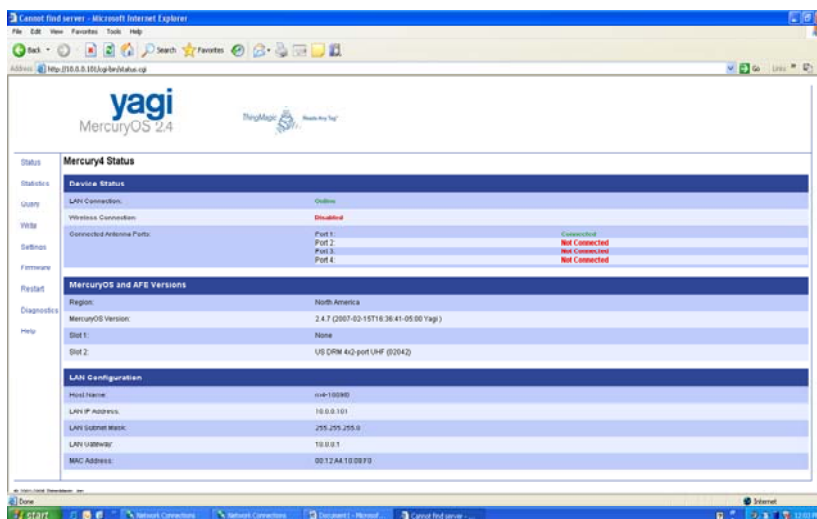 Cannot find server - Microsoft Internet Explorer
File Edit View Favorites Tools Help
Back Search Favorites
Address http://10.0.0.101/cgi-bin/status.cgi Go Links
yagi
MercuryOS 2.4
ThingMagic Reads Any Tag
Status
Statistics
Query
Write
Settings
Firmware
Restart
Diagnostics
Help
Mercury4 Status
Device Status
LAN Connection: Online
Wireless Connection: Disabled
Connected Antenna Ports: Port 1: Connected
Port 2: Not Connected
Port 3: Not Connected
Port 4: Not Connected
MercuryOS and AFE Versions
Region: North America
MercuryOS Version: 2.4.7 (2007-02-15T16:36:41-05:00 Yagi )
Slot 1: None
Slot 2: US DRM 4x2-port UHF (02042)
LAN Configuration
Host Name:
LAN IP Address: 10.0.0.101
LAN Subnet Mask: 255.255.255.0
LAN Gateway: 10.0.0.1
MAC Address:
Done Internet
start Network Connections Network Connections Document1 - Microsof... Cannot find server - ...